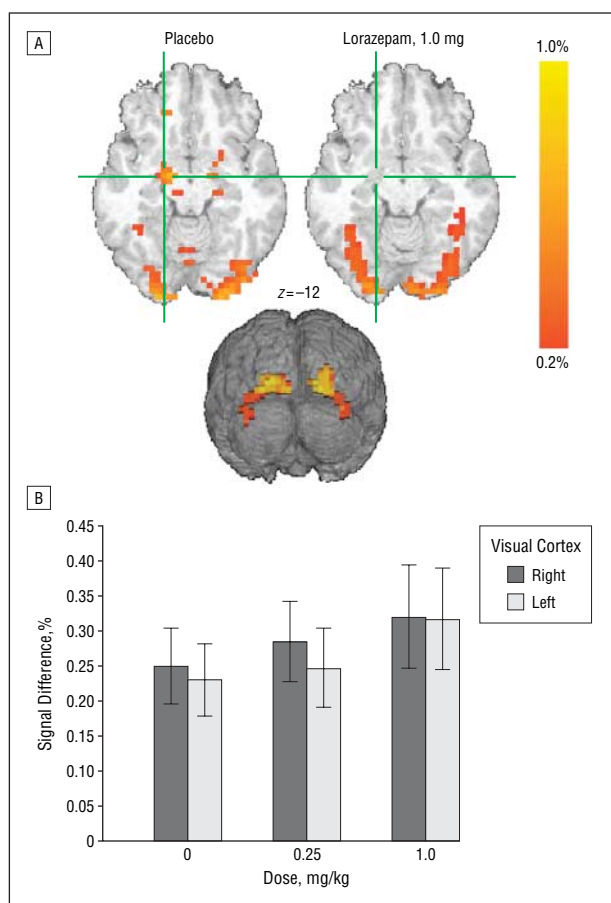 A
Placebo
Lorazepam, 1.0 mg
1.0%
0.2%
z=–12
B
0.45
0.40
0.35
0.30
0.25
0.20
0.15
0.10
0.05
0
Signal Difference,%
0
0.25
1.0
Dose, mg/kg
Visual Cortex
Right
Left